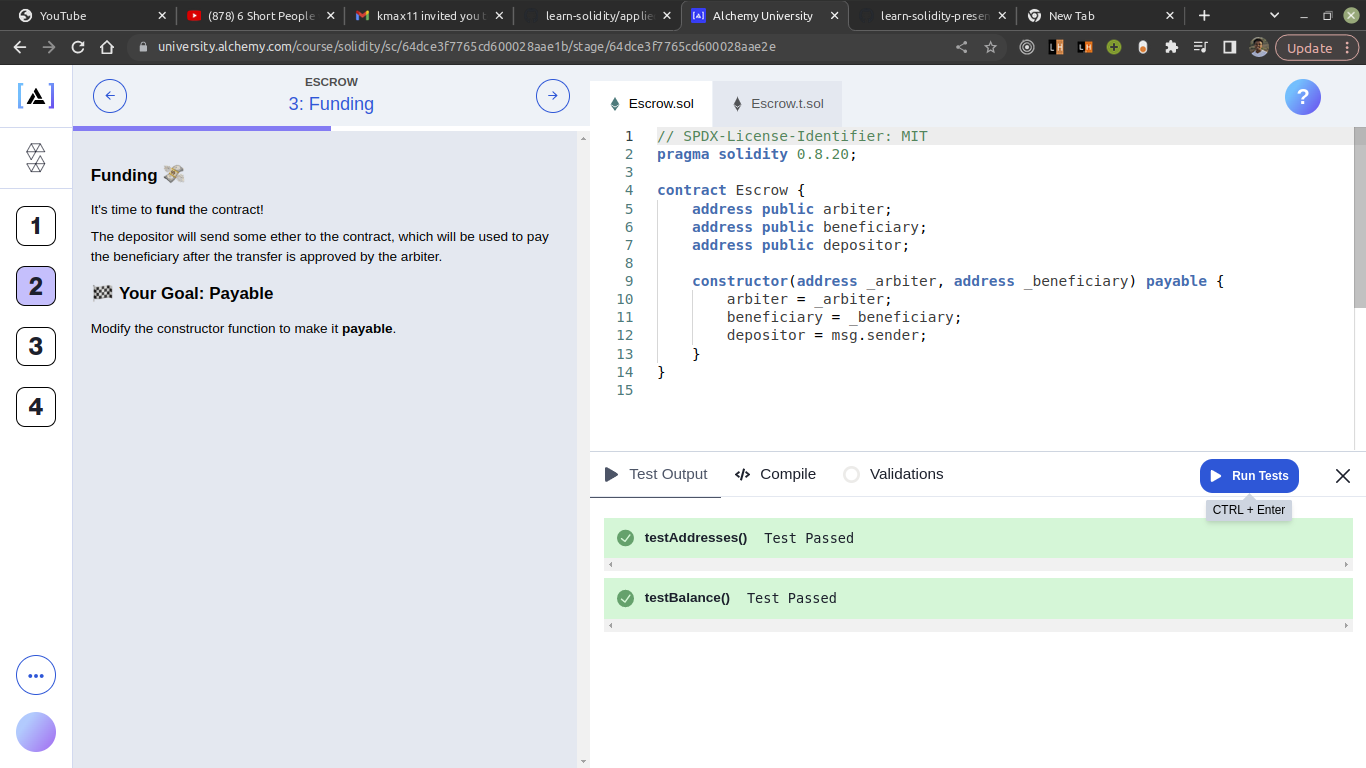 YouTube
(878) 6 Short People
kmax11 invited you t
learn-solidity/applie
Alchemy University
learn-solidity-presen
New Tab
university.alchemy.com/course/solidity/sc/64dce3f7765cd600028aae1b/stage/64dce3f7765cd600028aae2e
Update
ESCROW
3: Funding
1
2
3
4
Funding 💸
It's time to fund the contract!
The depositor will send some ether to the contract, which will be used to pay
the beneficiary after the transfer is approved by the arbiter.
🏁 Your Goal: Payable
Modify the constructor function to make it payable.
Escrow.sol
Escrow.t.sol
?
1 // SPDX-License-Identifier: MIT
2 pragma solidity 0.8.20;
3
4 contract Escrow {
5 address public arbiter;
6 address public beneficiary;
7 address public depositor;
8
9 constructor(address _arbiter, address _beneficiary) payable {
10 arbiter = _arbiter;
11 beneficiary = _beneficiary;
12 depositor = msg.sender;
13 }
14 }
15
Test Output
Compile
Validations
Run Tests
CTRL + Enter
testAddresses() Test Passed
testBalance() Test Passed